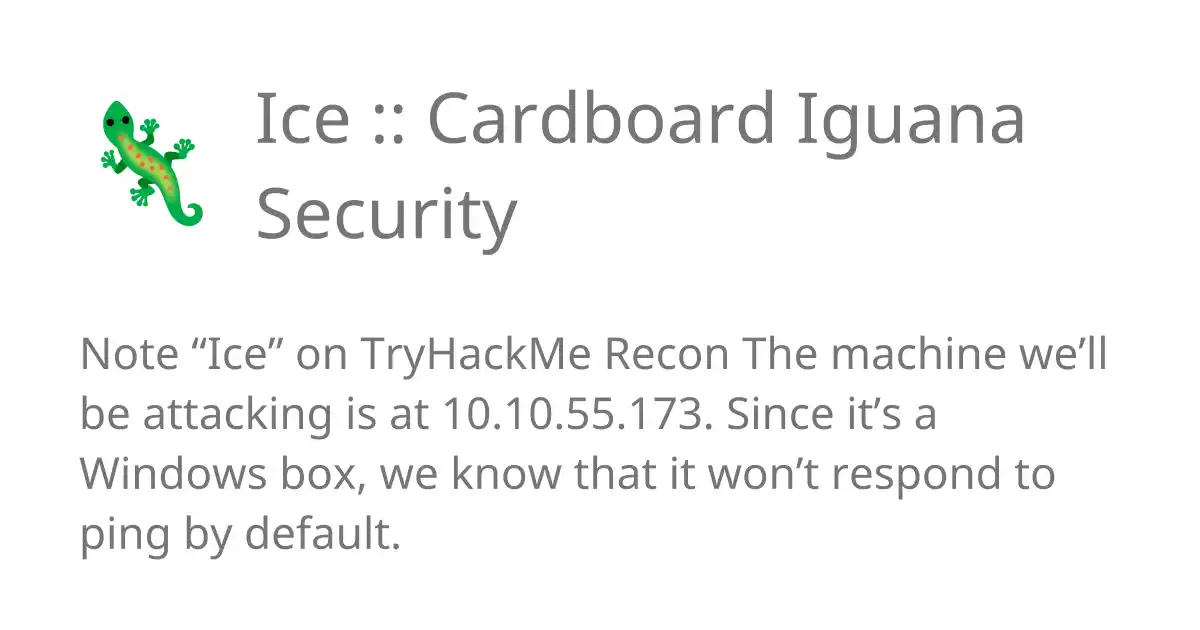 Ice :: Cardboard Iguana
Security
Note “Ice” on TryHackMe Recon The machine we’ll
be attacking is at 10.10.55.173. Since it’s a
Windows box, we know that it won’t respond to
ping by default.